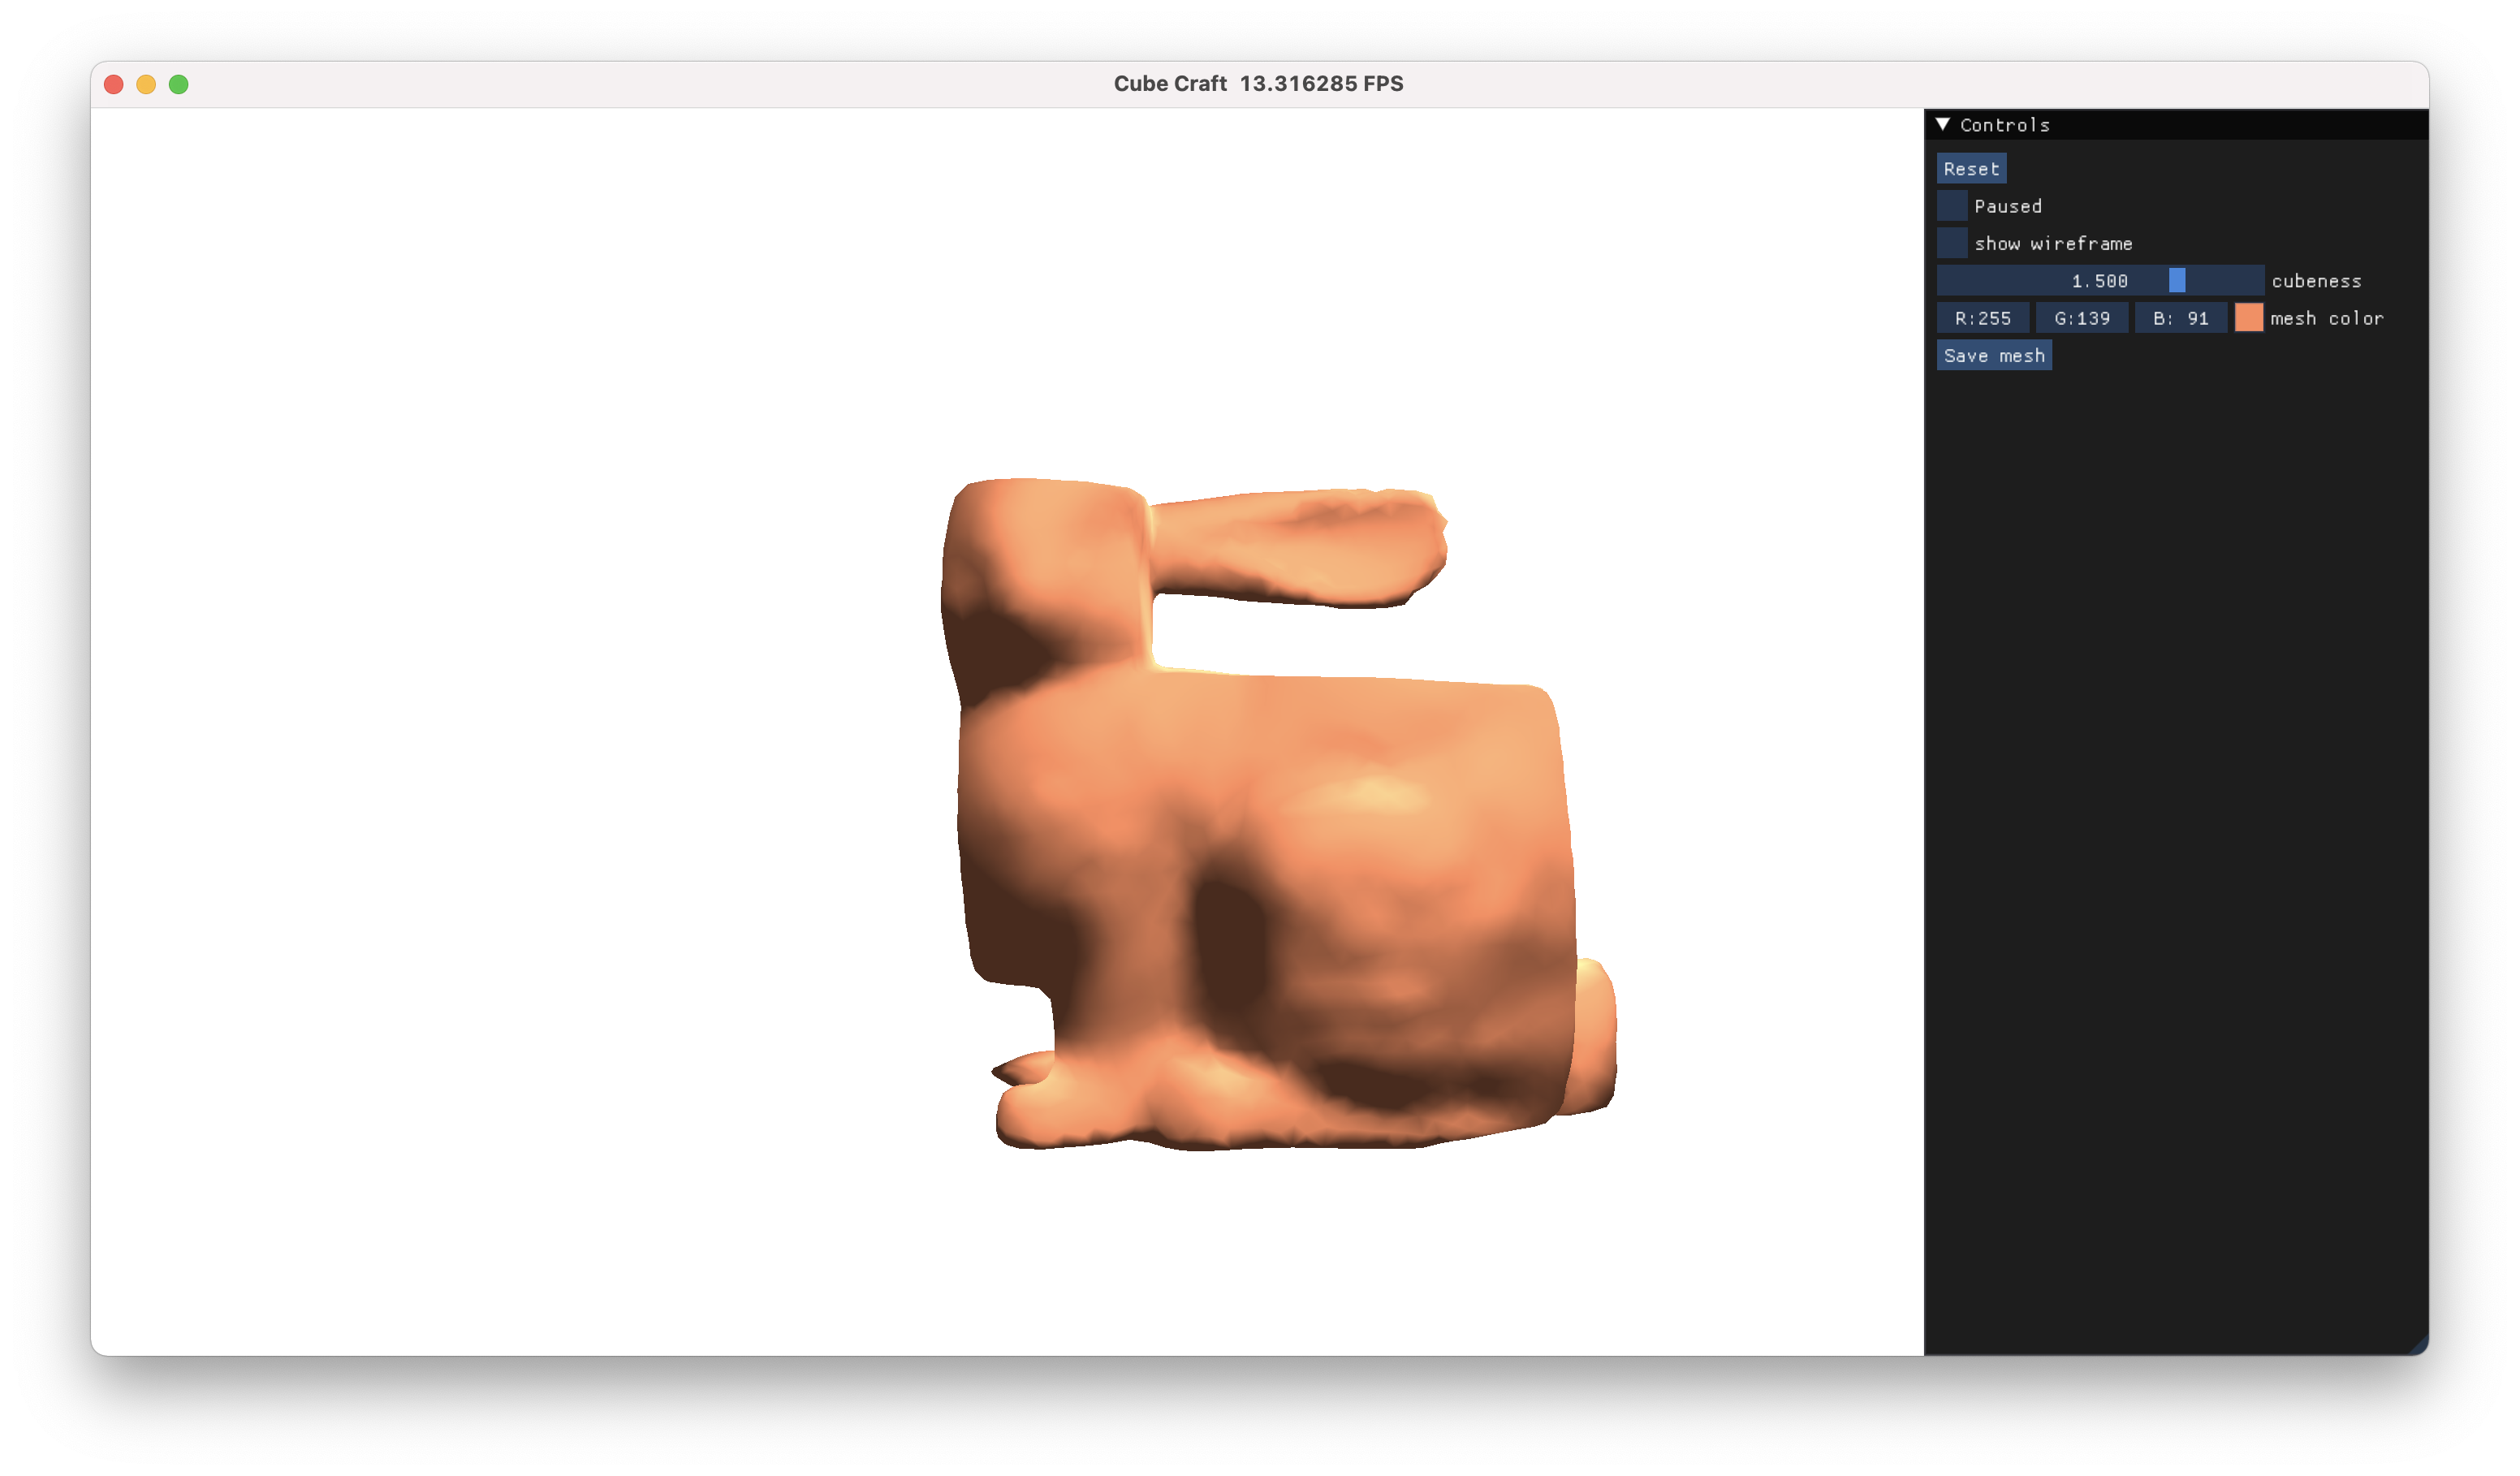 Cube Craft 13.316285 FPS
Controls
Reset
Paused
show wireframe
1.500 cubeness
R:255 G:139 B: 91 mesh color
Save mesh